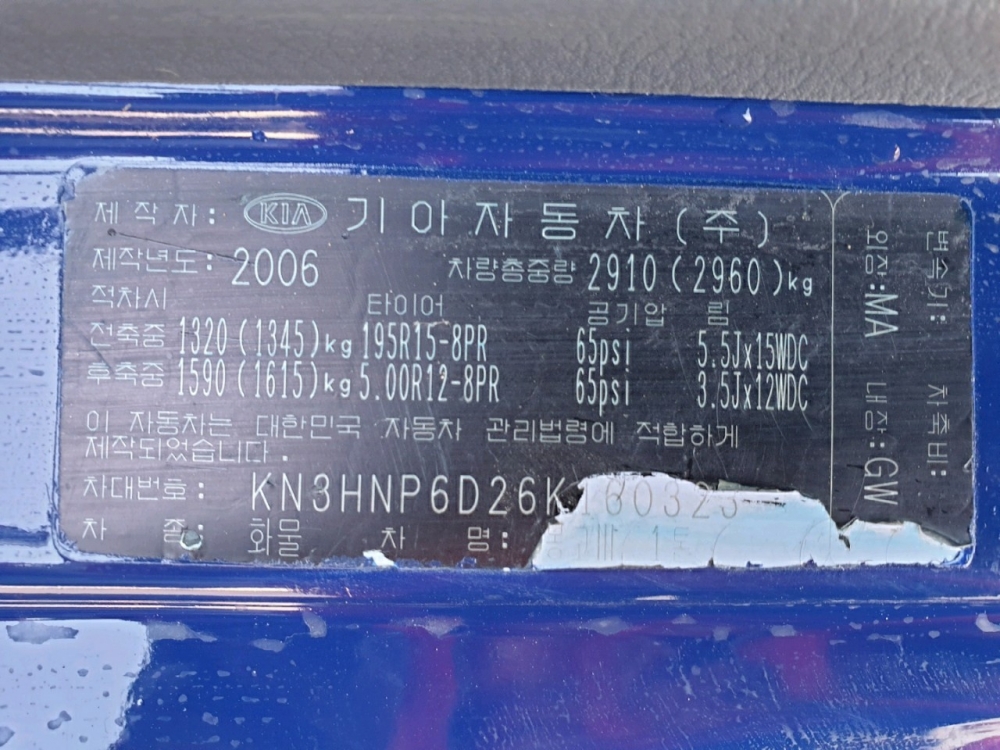 제 작 자 : KIA 기 아 자 동 차 ( 주 )
제작년도 : 2006 차량총중량 2910 ( 2960 ) kg
적차시 타이어 공기압 림
전축중 1320 (1345) kg 195R15-8PR 65psi 5.5Jx15WDC
후축중 1590 (1615) kg 5.00R12-8PR 65psi 3.5Jx12WDC
이 자동차는 대한민국 자동차 관리법령에 적합하게
제작되었습니다 .
차대번호 : KN3HNP6D26K
차 종 : 화물 차 명 : 1톤
변속기 : 차축비 :
외장 : MA 내장 : GW